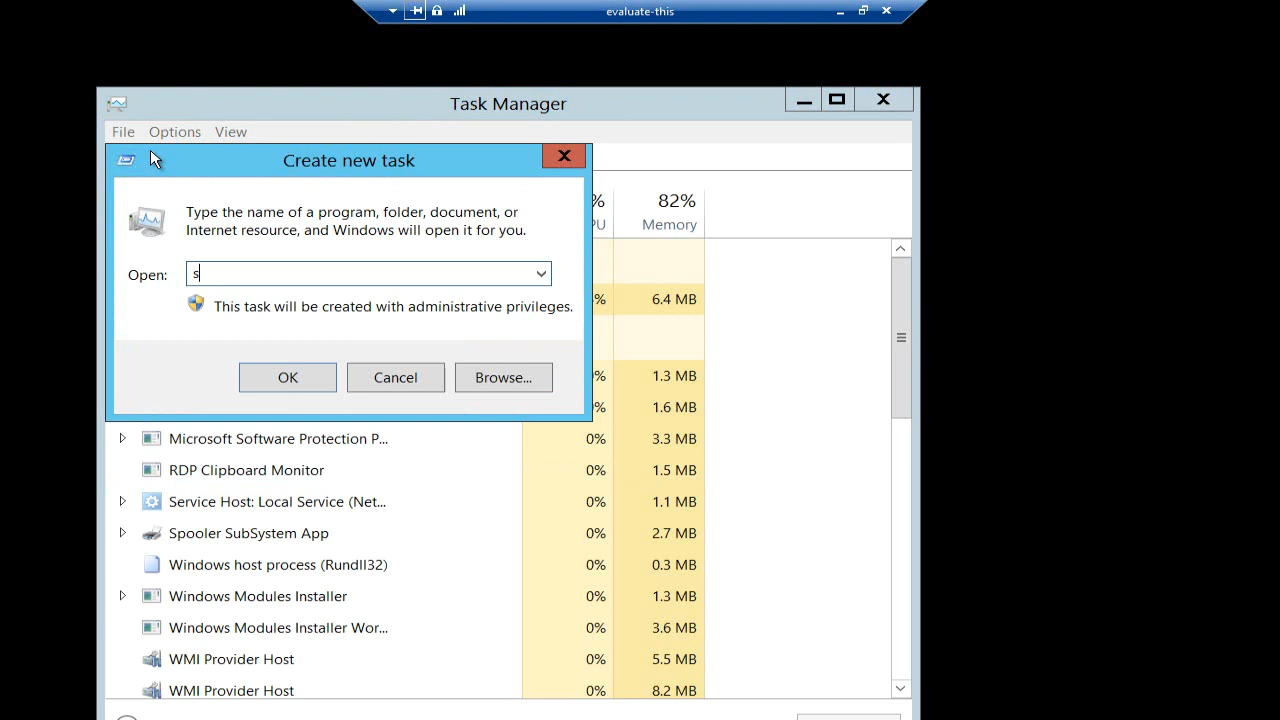 evaluate-this
Task Manager
File Options View
Create new task
Type the name of a program, folder, document, or
Internet resource, and Windows will open it for you.
Open: s
This task will be created with administrative privileges.
OK Cancel Browse...
% 82%
Memory
% 6.4 MB
% 1.3 MB
% 1.6 MB
Microsoft Software Protection P... 0% 3.3 MB
RDP Clipboard Monitor 0% 1.5 MB
Service Host: Local Service (Net... 0% 1.1 MB
Spooler SubSystem App 0% 2.7 MB
Windows host process (Rundll32) 0% 0.3 MB
Windows Modules Installer 0% 1.3 MB
Windows Modules Installer Wor... 0% 3.6 MB
WMI Provider Host 0% 5.5 MB
WMI Provider Host 0% 8.2 MB